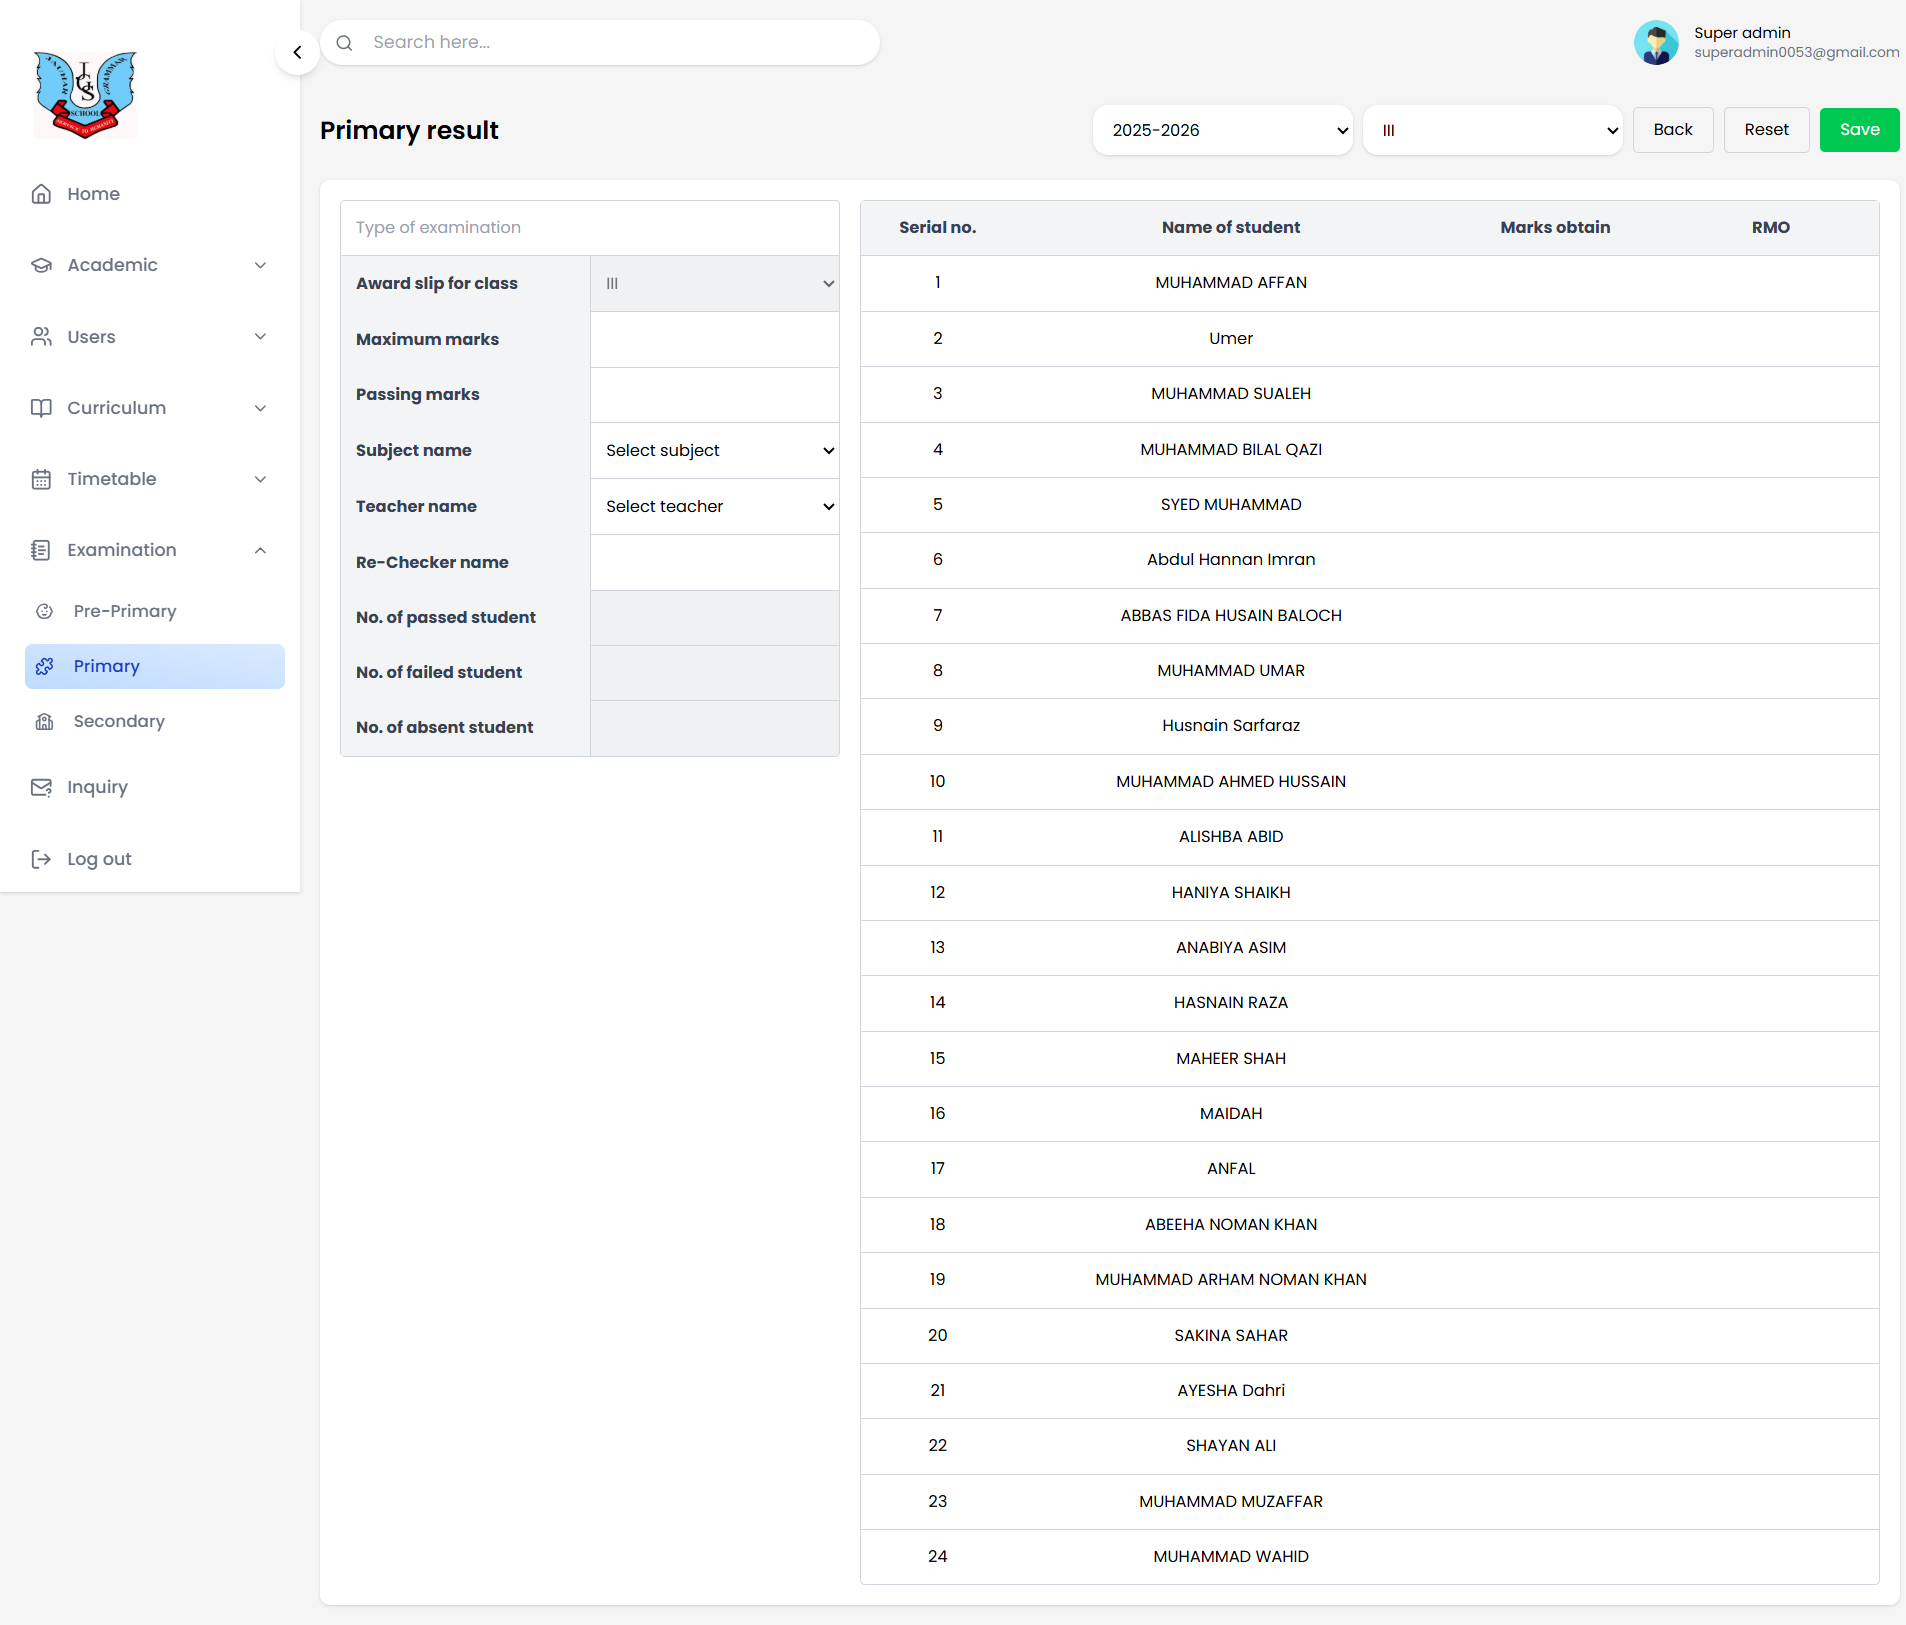 JAUHAR
GRAMMAR
JGS
SCHOOL
SERVICE TO HUMANITY
Search here...
Super admin
superadmin0053@gmail.com
Primary result
2025-2026
III
Back
Reset
Save
Home
Academic
Users
Curriculum
Timetable
Examination
Pre-Primary
Primary
Secondary
Inquiry
Log out
Type of examination
Award slip for class III
Maximum marks
Passing marks
Subject name Select subject
Teacher name Select teacher
Re-Checker name
No. of passed student
No. of failed student
No. of absent student
Serial no. Name of student Marks obtain RMO
1 MUHAMMAD AFFAN
2 Umer
3 MUHAMMAD SUALEH
4 MUHAMMAD BILAL QAZI
5 SYED MUHAMMAD
6 Abdul Hannan Imran
7 ABBAS FIDA HUSAIN BALOCH
8 MUHAMMAD UMAR
9 Husnain Sarfaraz
10 MUHAMMAD AHMED HUSSAIN
11 ALISHBA ABID
12 HANIYA SHAIKH
13 ANABIYA ASIM
14 HASNAIN RAZA
15 MAHEER SHAH
16 MAIDAH
17 ANFAL
18 ABEEHA NOMAN KHAN
19 MUHAMMAD ARHAM NOMAN KHAN
20 SAKINA SAHAR
21 AYESHA Dahri
22 SHAYAN ALI
23 MUHAMMAD MUZAFFAR
24 MUHAMMAD WAHID